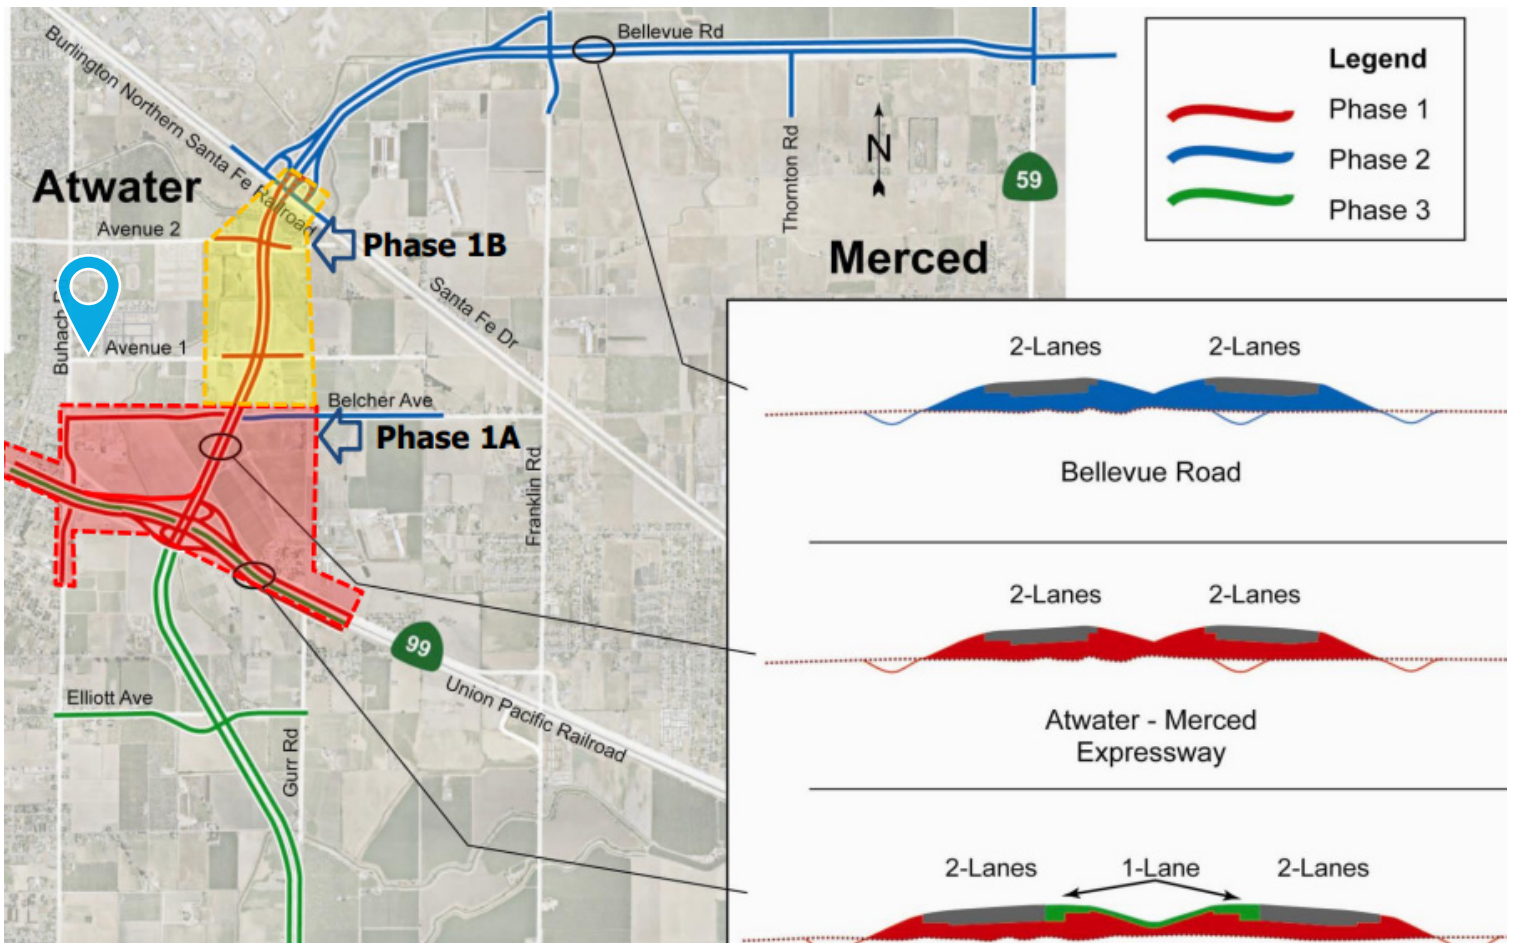 Burlington Northern Santa Fe Railroad
Bellevue Rd
Legend
Phase 1
Phase 2
Phase 3
Thornton Rd
N
59
Atwater
Avenue 2
Phase 1B
Merced
Santa Fe Dr
Buhach
Avenue 1
Belcher Ave
Phase 1A
Franklin Rd
99
Union Pacific Railroad
Elliott Ave
Gurr Rd
2-Lanes 2-Lanes
Bellevue Road
2-Lanes 2-Lanes
Atwater - Merced
Expressway
2-Lanes 1-Lane 2-Lanes